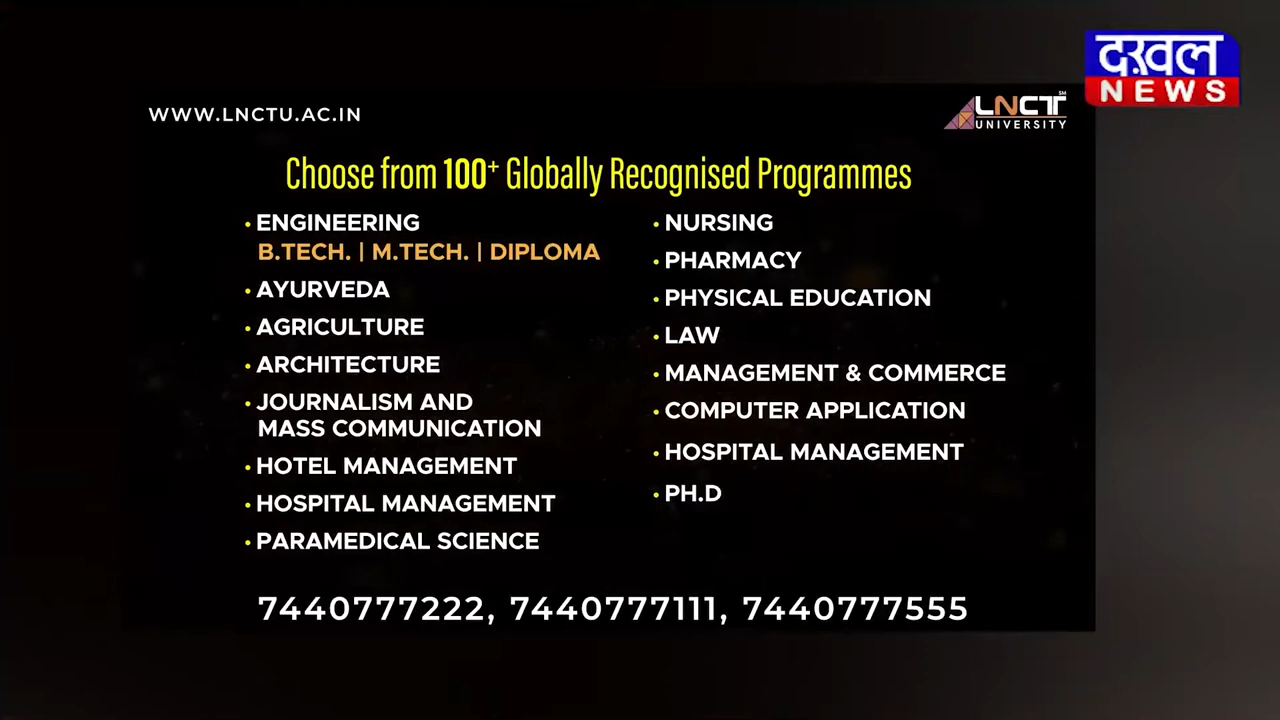 दख़ल
NEWS
WWW.LNCTU.AC.IN
LNCT SM
UNIVERSITY
Choose from 100+ Globally Recognised Programmes
• ENGINEERING
B.TECH. | M.TECH. | DIPLOMA
• AYURVEDA
• AGRICULTURE
• ARCHITECTURE
• JOURNALISM AND
MASS COMMUNICATION
• HOTEL MANAGEMENT
• HOSPITAL MANAGEMENT
• PARAMEDICAL SCIENCE
• NURSING
• PHARMACY
• PHYSICAL EDUCATION
• LAW
• MANAGEMENT & COMMERCE
• COMPUTER APPLICATION
• HOSPITAL MANAGEMENT
• PH.D
7440777222, 7440777111, 7440777555